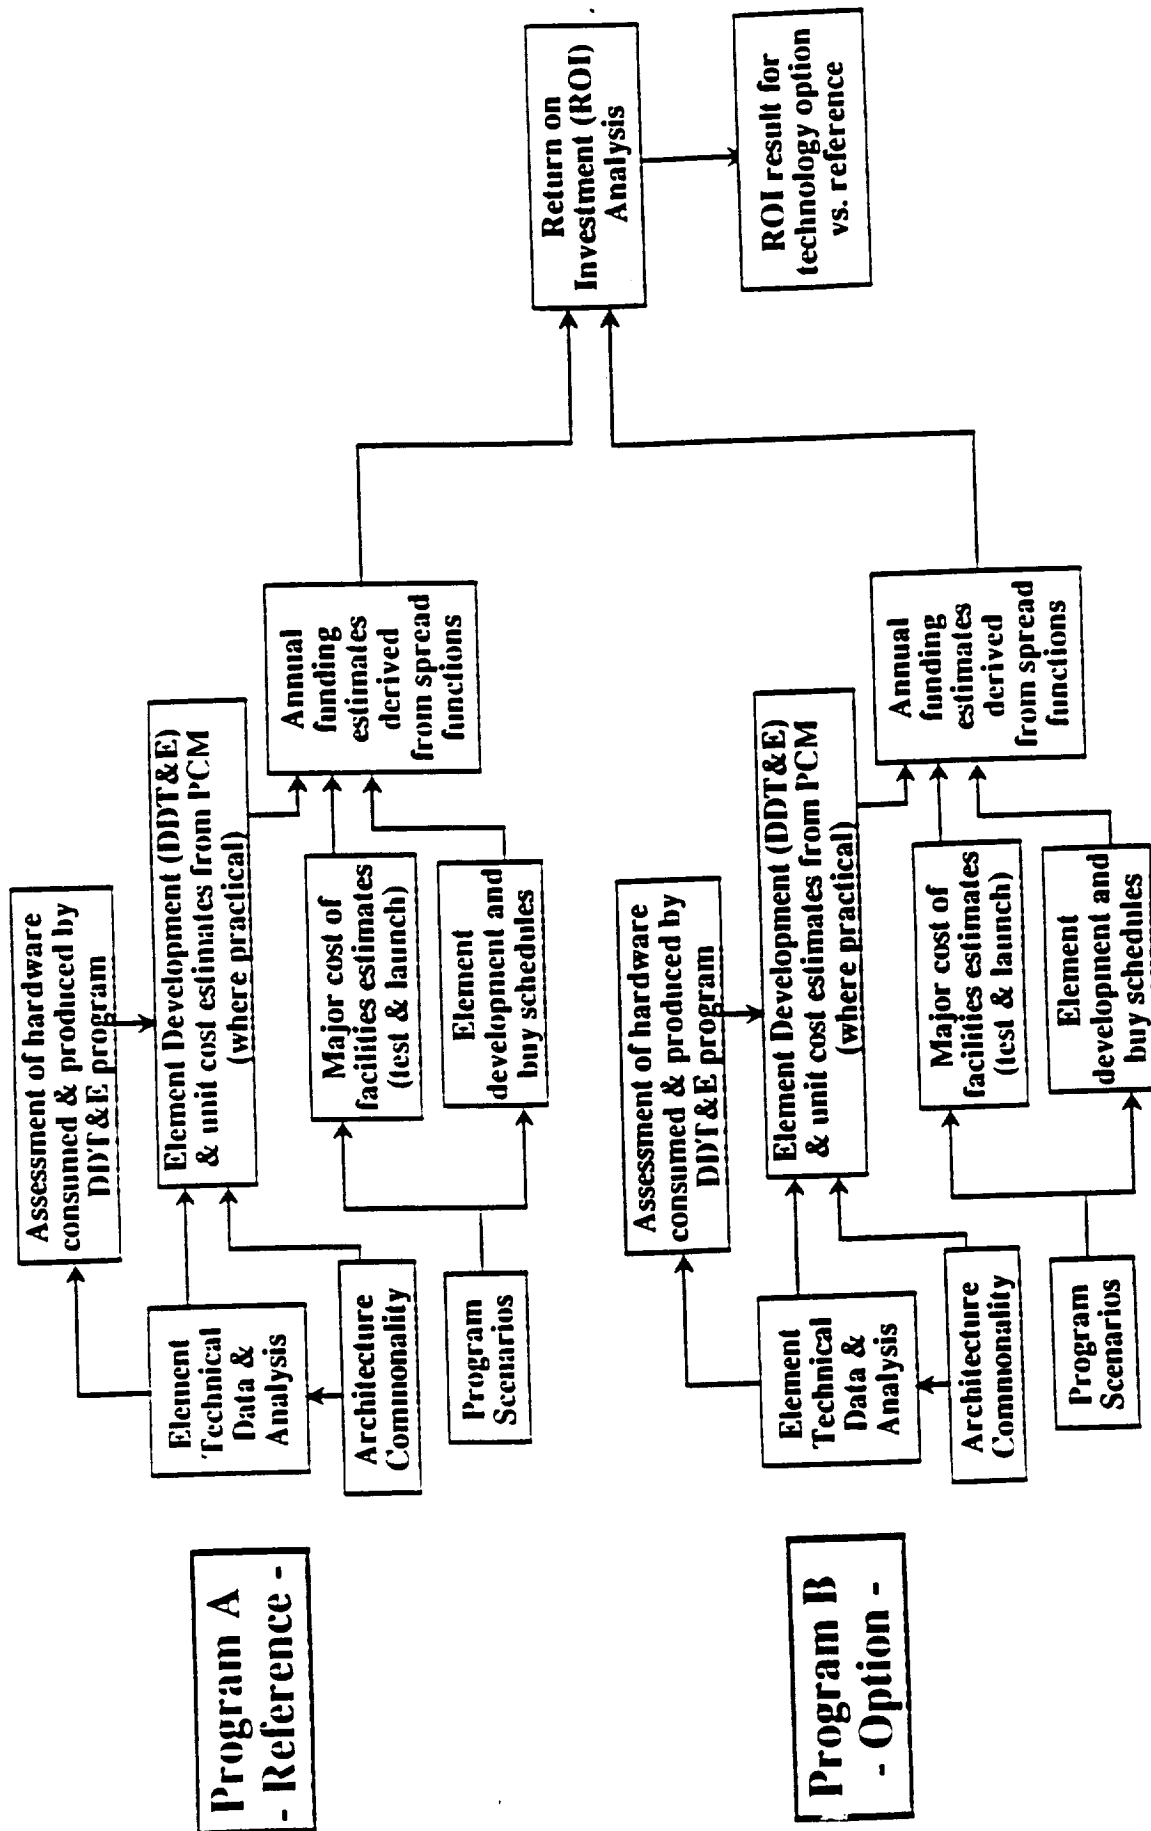 Program A
- Reference -
Element
Technical
Data &
Analysis
Architecture
Commonality
Program
Scenarios
Assessment of hardware
consumed & produced by
DDT&E program
Element Development (DDT&E)
& unit cost estimates from PCM
(where practical)
Major cost of
facilities estimates
(test & launch)
Element
development and
buy schedules
Annual
funding
estimates
derived
from spread
functions
Return on
Investment (ROI)
Analysis
ROI result for
technology option
vs. reference
Program B
- Option -
Element
Technical
Data &
Analysis
Architecture
Commonality
Program
Scenarios
Assessment of hardware
consumed & produced by
DDT&E program
Element Development (DDT&E)
& unit cost estimates from PCM
(where practical)
Major cost of
facilities estimates
(test & launch)
Element
development and
buy schedules
Annual
funding
estimates
derived
from spread
functions